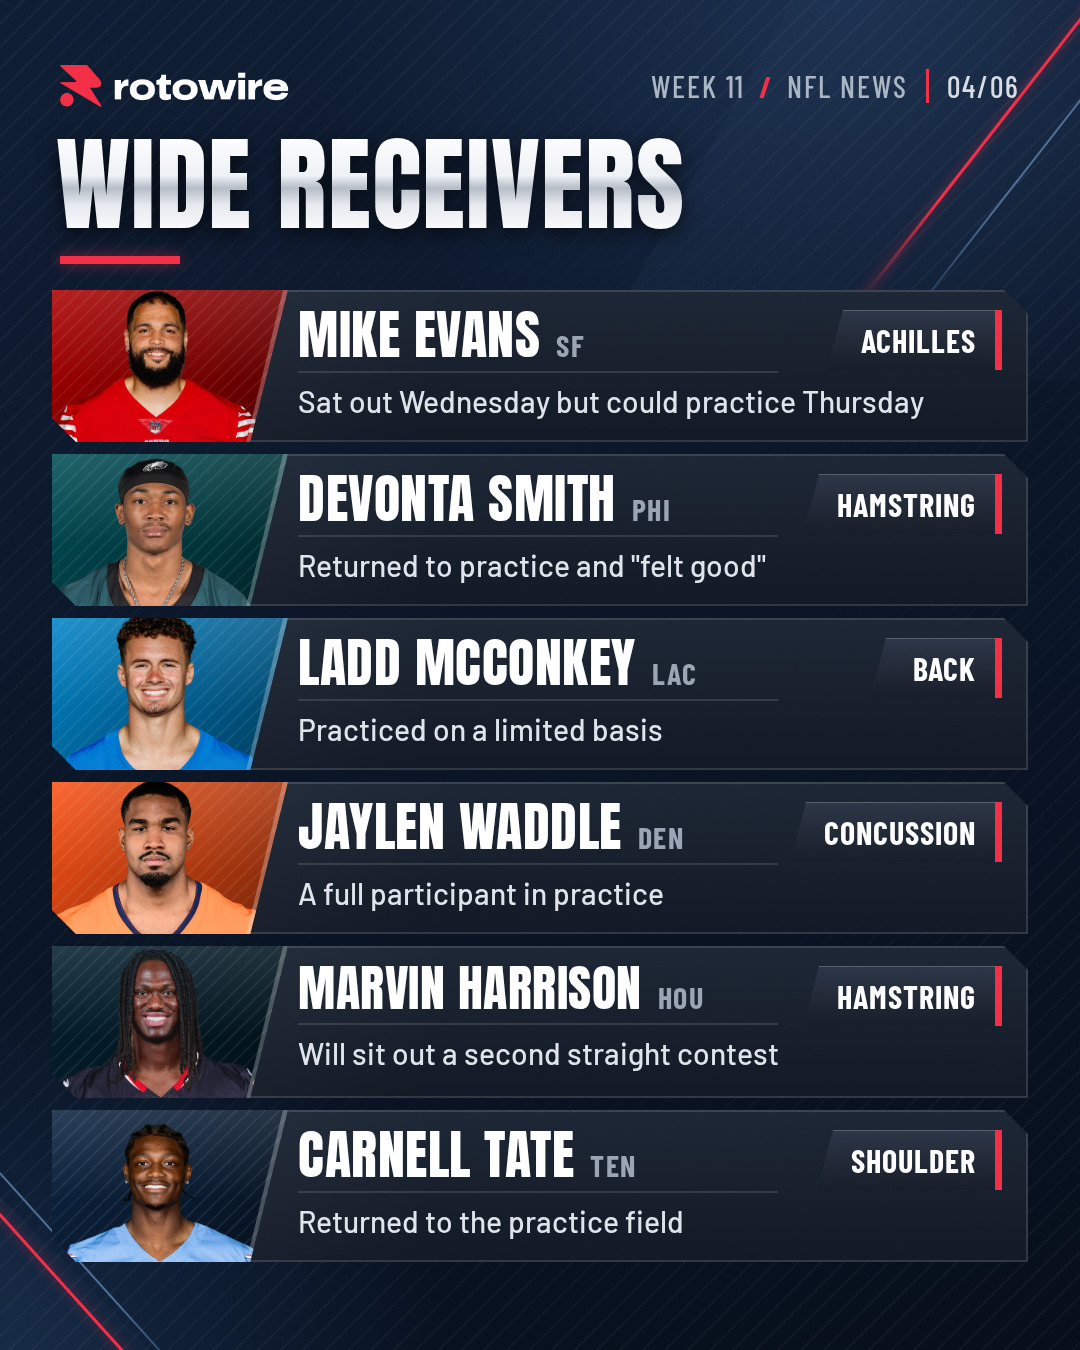 rotowire
WEEK 11 / NFL NEWS | 04/06
WIDE RECEIVERS
MIKE EVANS SF
ACHILLES
Sat out Wednesday but could practice Thursday
DEVONTA SMITH PHI
HAMSTRING
Returned to practice and "felt good"
LADD MCCONKEY LAC
BACK
Practiced on a limited basis
JAYLEN WADDLE DEN
CONCUSSION
A full participant in practice
MARVIN HARRISON HOU
HAMSTRING
Will sit out a second straight contest
CARNELL TATE TEN
SHOULDER
Returned to the practice field